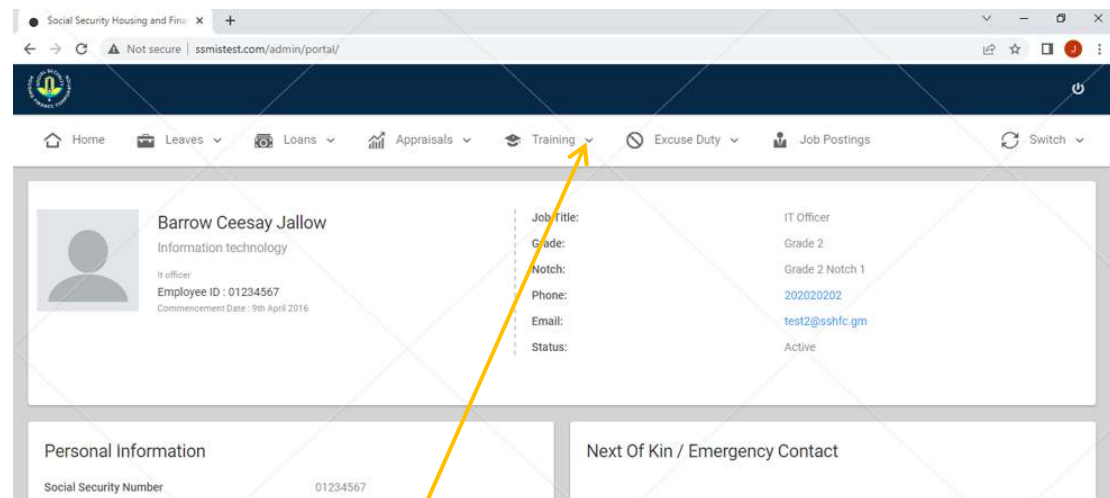 Social Security Housing and Fina
Not secure | ssmistest.com/admin/portal/
J
Home Leaves Loans Appraisals Training Excuse Duty Job Postings Switch
Barrow Ceesay Jallow
Information technology
It officer
Employee ID : 01234567
Commencement Date : 9th April 2016
Job Title: IT Officer
Grade: Grade 2
Notch: Grade 2 Notch 1
Phone: 202020202
Email: test2@sshfc.gm
Status: Active
Personal Information
Social Security Number 01234567
Next Of Kin / Emergency Contact